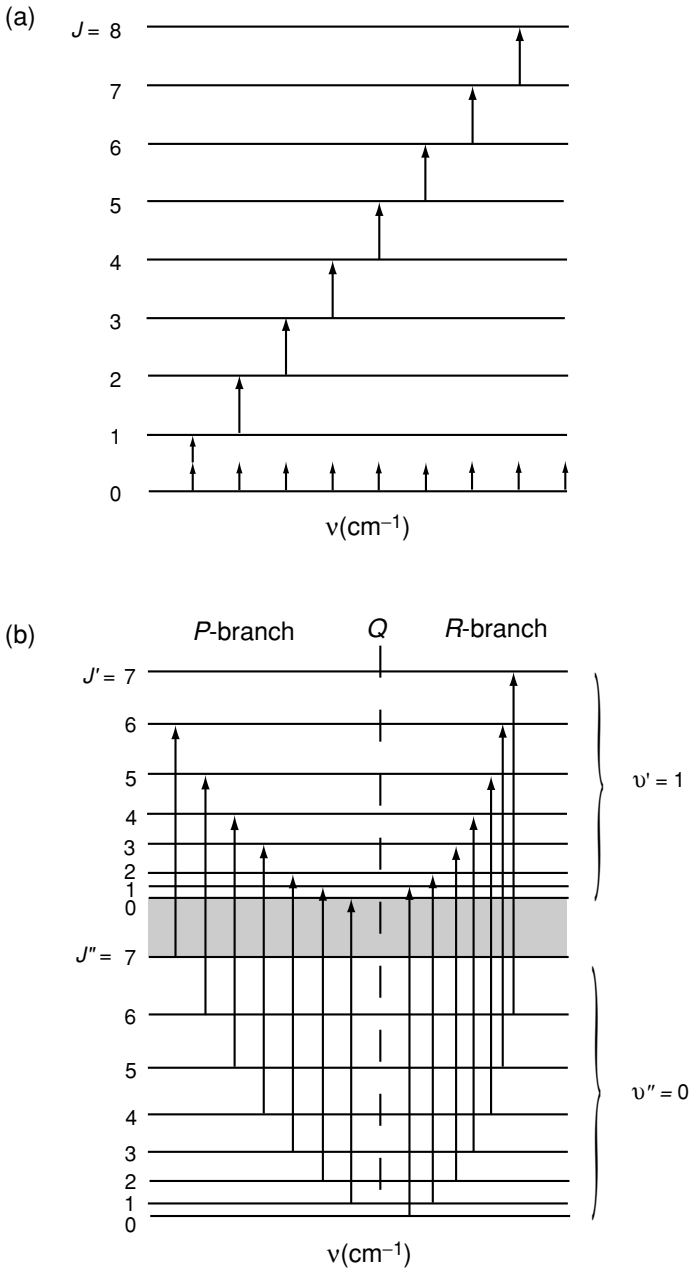 (a)
J = 8
7
6
5
4
3
2
1
0
ν(cm⁻¹)
(b)
P-branch Q R-branch
J' = 7
6
5
4
3
2
1
0
υ' = 1
J" = 7
6
5
4
3
2
1
0
υ" = 0
ν(cm⁻¹)